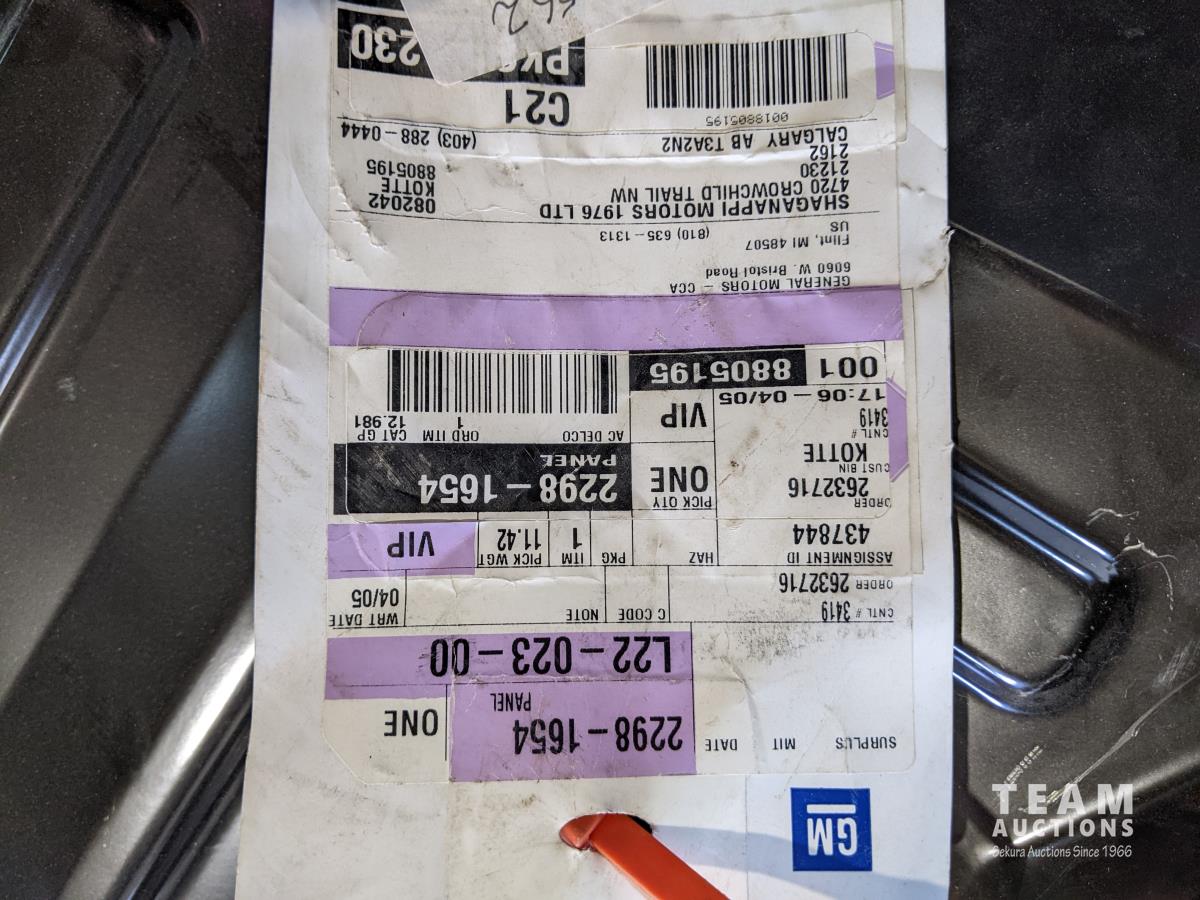 GM
SURPLUS MIT DATE
2298-1654
PANEL
ONE
L22-023-00
CNTL # 3419
C CODE NOTE
WRT DATE
04/05
ORDER 2632716
ASSIGNMENT ID
437844
HAZ PKG ITM
1
PICK WGT
11.42
VIP
ORDER
2632716
PICK QTY
ONE
2298-1654
PANEL
CUST BIN
KOTTE
CNTL #
3419
VIP
AC DELCO ORD ITM CAT GP
1 12.981
17:06-04/05
001 8805195
GENERAL MOTORS - CCA
6060 W. Bristol Road
Flint, MI 48507 (810) 635-1313
US
SHAGANAPPI MOTORS 1976 LTD 082042
4720 CROWCHILD TRAIL NW KOTTE
21230 8805195
2162
CALGARY AB T3A2N2 (403) 288-0444
0018805195
C21
230
TEAM
AUCTIONS
Gekura Auctions Since 1966